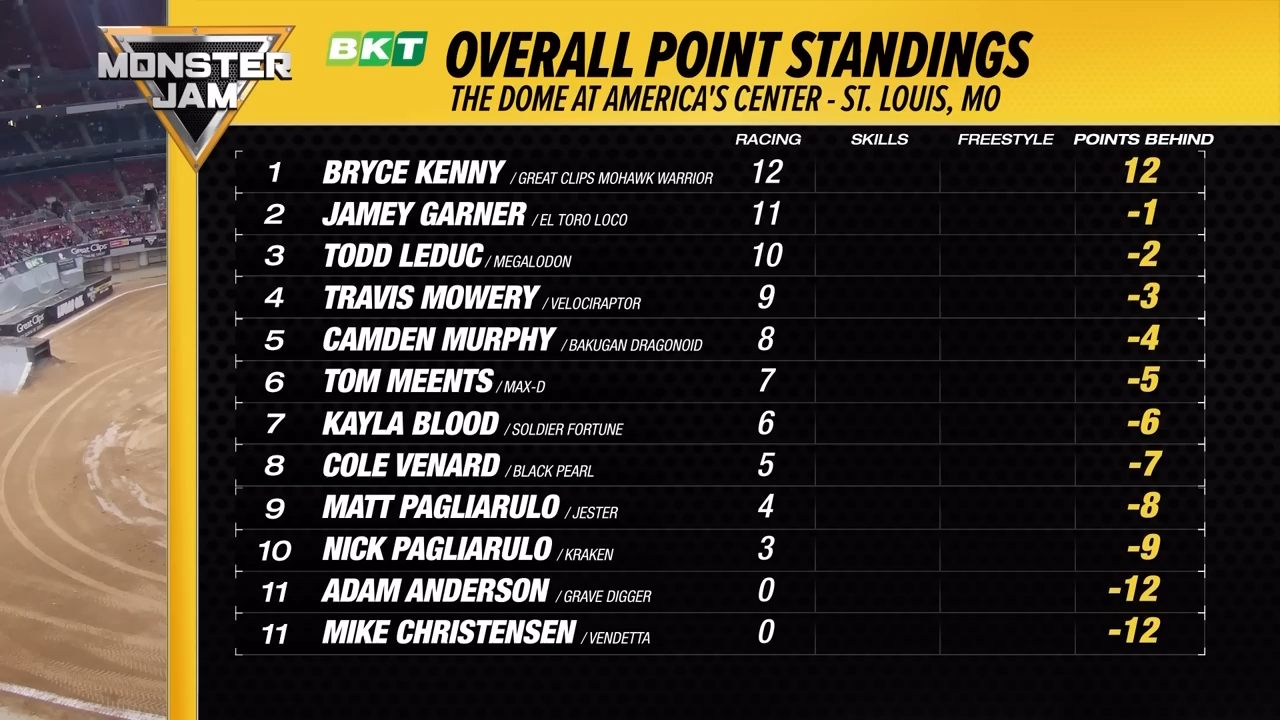 MONSTER JAM
BKT OVERALL POINT STANDINGS
THE DOME AT AMERICA'S CENTER - ST. LOUIS, MO
RACING SKILLS FREESTYLE POINTS BEHIND
1 BRYCE KENNY / GREAT CLIPS MOHAWK WARRIOR 12 12
2 JAMEY GARNER / EL TORO LOCO 11 -1
3 TODD LEDUC / MEGALODON 10 -2
4 TRAVIS MOWERY / VELOCIRAPTOR 9 -3
5 CAMDEN MURPHY / BAKUGAN DRAGONOID 8 -4
6 TOM MEENTS / MAX-D 7 -5
7 KAYLA BLOOD / SOLDIER FORTUNE 6 -6
8 COLE VENARD / BLACK PEARL 5 -7
9 MATT PAGLIARULO / JESTER 4 -8
10 NICK PAGLIARULO / KRAKEN 3 -9
11 ADAM ANDERSON / GRAVE DIGGER 0 -12
11 MIKE CHRISTENSEN / VENDETTA 0 -12
Great Clips
BKT
Great Clips